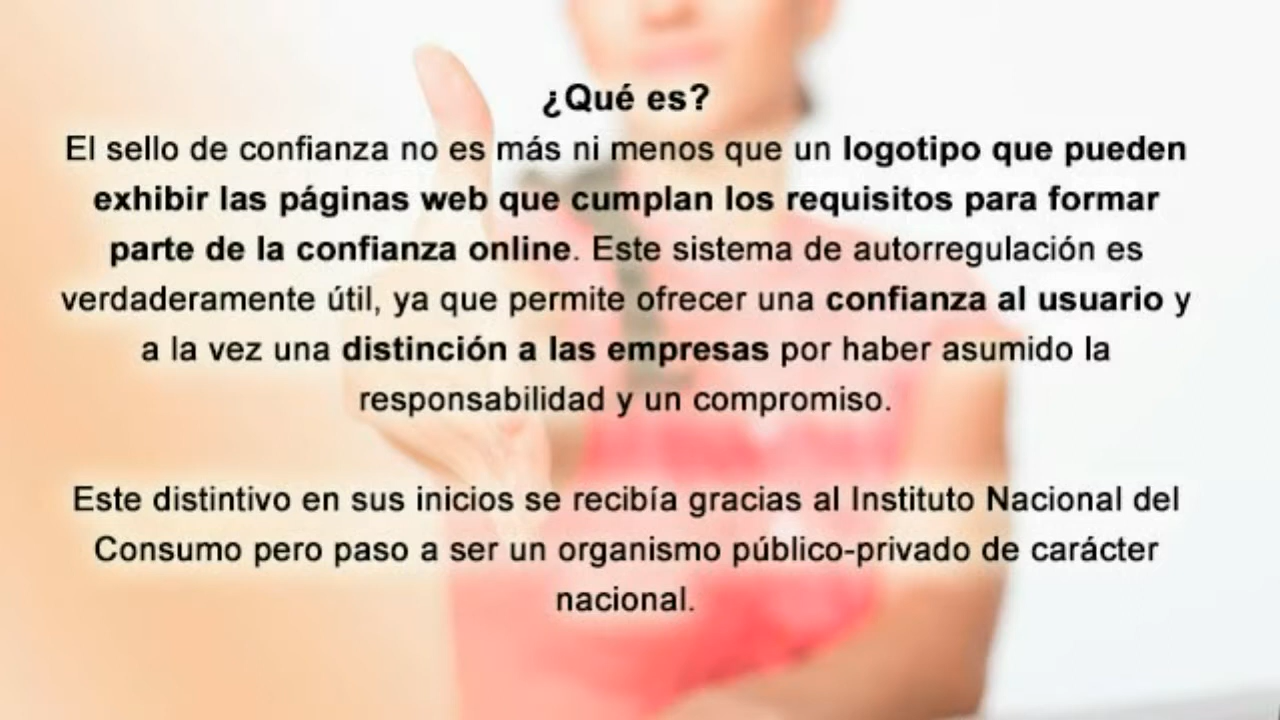 ¿Qué es?
El sello de confianza no es más ni menos que un logotipo que pueden
exhibir las páginas web que cumplan los requisitos para formar
parte de la confianza online. Este sistema de autorregulación es
verdaderamente útil, ya que permite ofrecer una confianza al usuario y
a la vez una distinción a las empresas por haber asumido la
responsabilidad y un compromiso.
Este distintivo en sus inicios se recibía gracias al Instituto Nacional del
Consumo pero paso a ser un organismo público-privado de carácter
nacional.